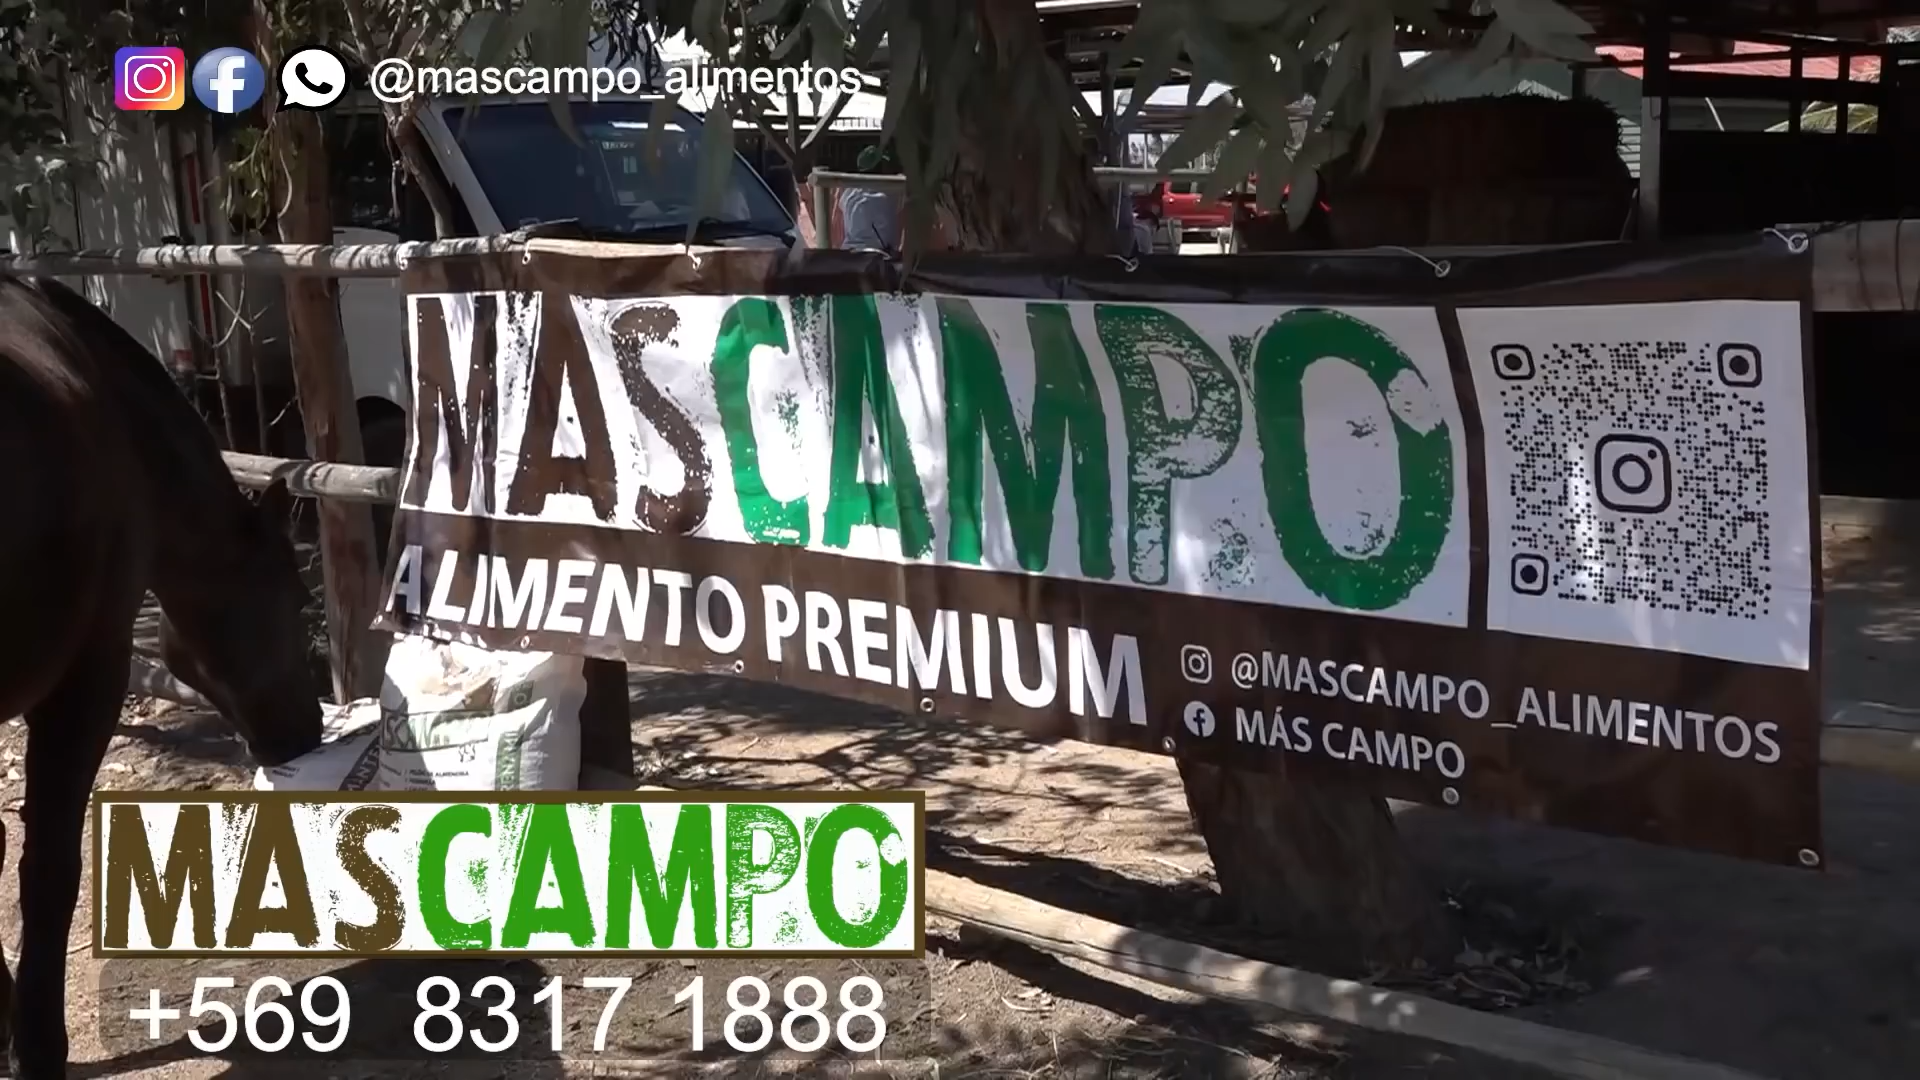 @mascampo_alimentos
MASCAMPO
ALIMENTO PREMIUM
@MASCAMPO_ALIMENTOS
MÁS CAMPO
MASCAMPO
+569 8317 1888